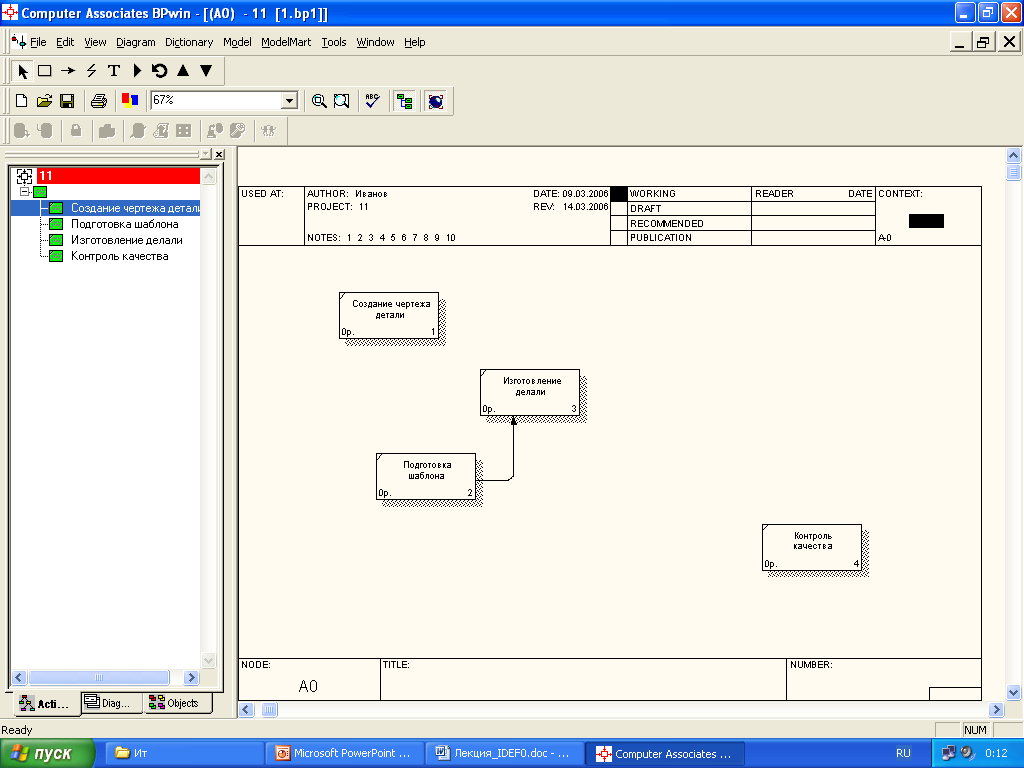 Computer Associates BPwin - [(A0) - 11 [1.bp1]]
File Edit View Diagram Dictionary Model ModelMart Tools Window Help
T
67%
ABC
11
Создание чертежа детали
Подготовка шаблона
Изготовление делали
Контроль качества
Acti...
Diag...
Objects
USED AT:
AUTHOR: Иванов
DATE: 09.03.2006
PROJECT: 11
REV: 14.03.2006
NOTES: 1 2 3 4 5 6 7 8 9 10
WORKING
DRAFT
RECOMMENDED
PUBLICATION
READER DATE
CONTEXT:
A-0
Создание чертежа
детали
0р. 1
Изготовление
делали
0р. 3
Подготовка
шаблона
0р. 2
Контроль
качества
0р. 4
NODE:
A0
TITLE:
NUMBER:
Ready
NUM
пуск
Ит
Microsoft PowerPoint ...
Лекция_IDEF0.doc - ...
Computer Associates ...
RU
0:12